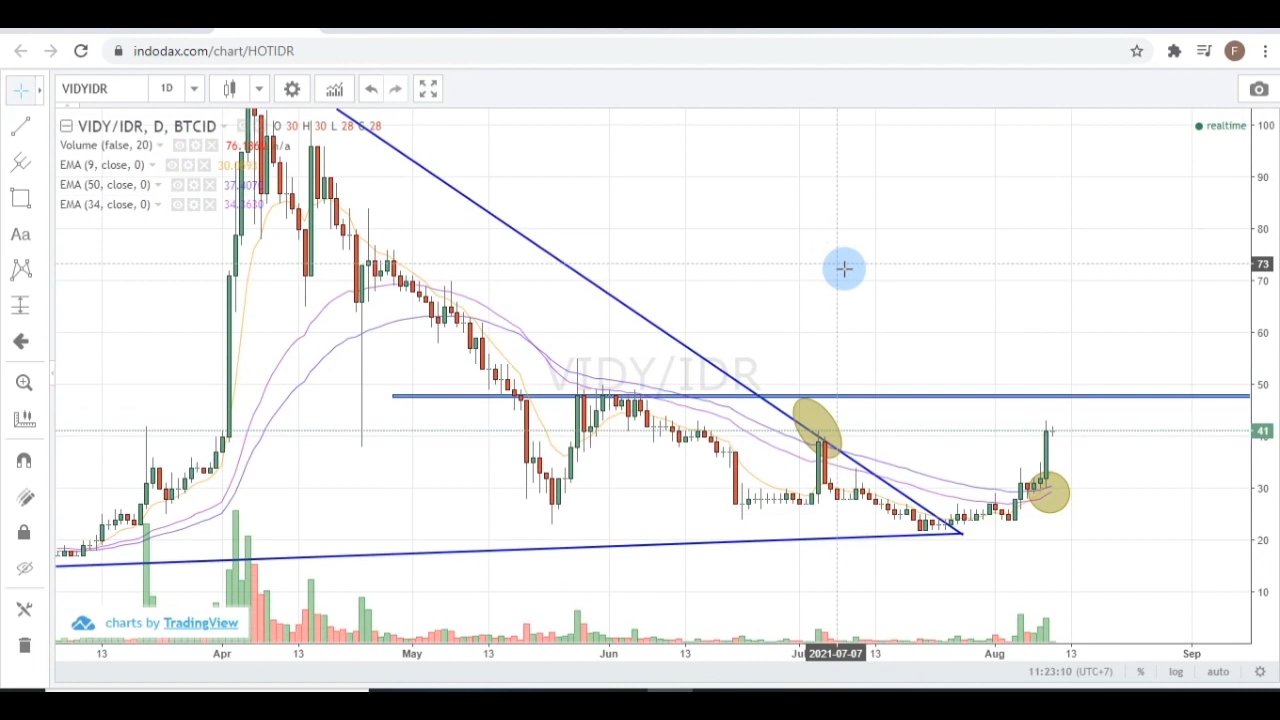 indodax.com/chart/HOTIDR
F
VIDYIDR 1D
VIDY/IDR, D, BTCID O 30 H 30 L 28 C 28
realtime
Volume (false, 20) n/a
EMA (9, close, 0)
EMA (50, close, 0)
EMA (34, close, 0)
Aa
VIDY/IDR
100
90
80
73
70
60
50
41
30
20
10
charts by TradingView
13 Apr 13 May 13 Jun 13 2021-07-07 13 Aug 13 Sep
11:23:10 (UTC+7) % log auto